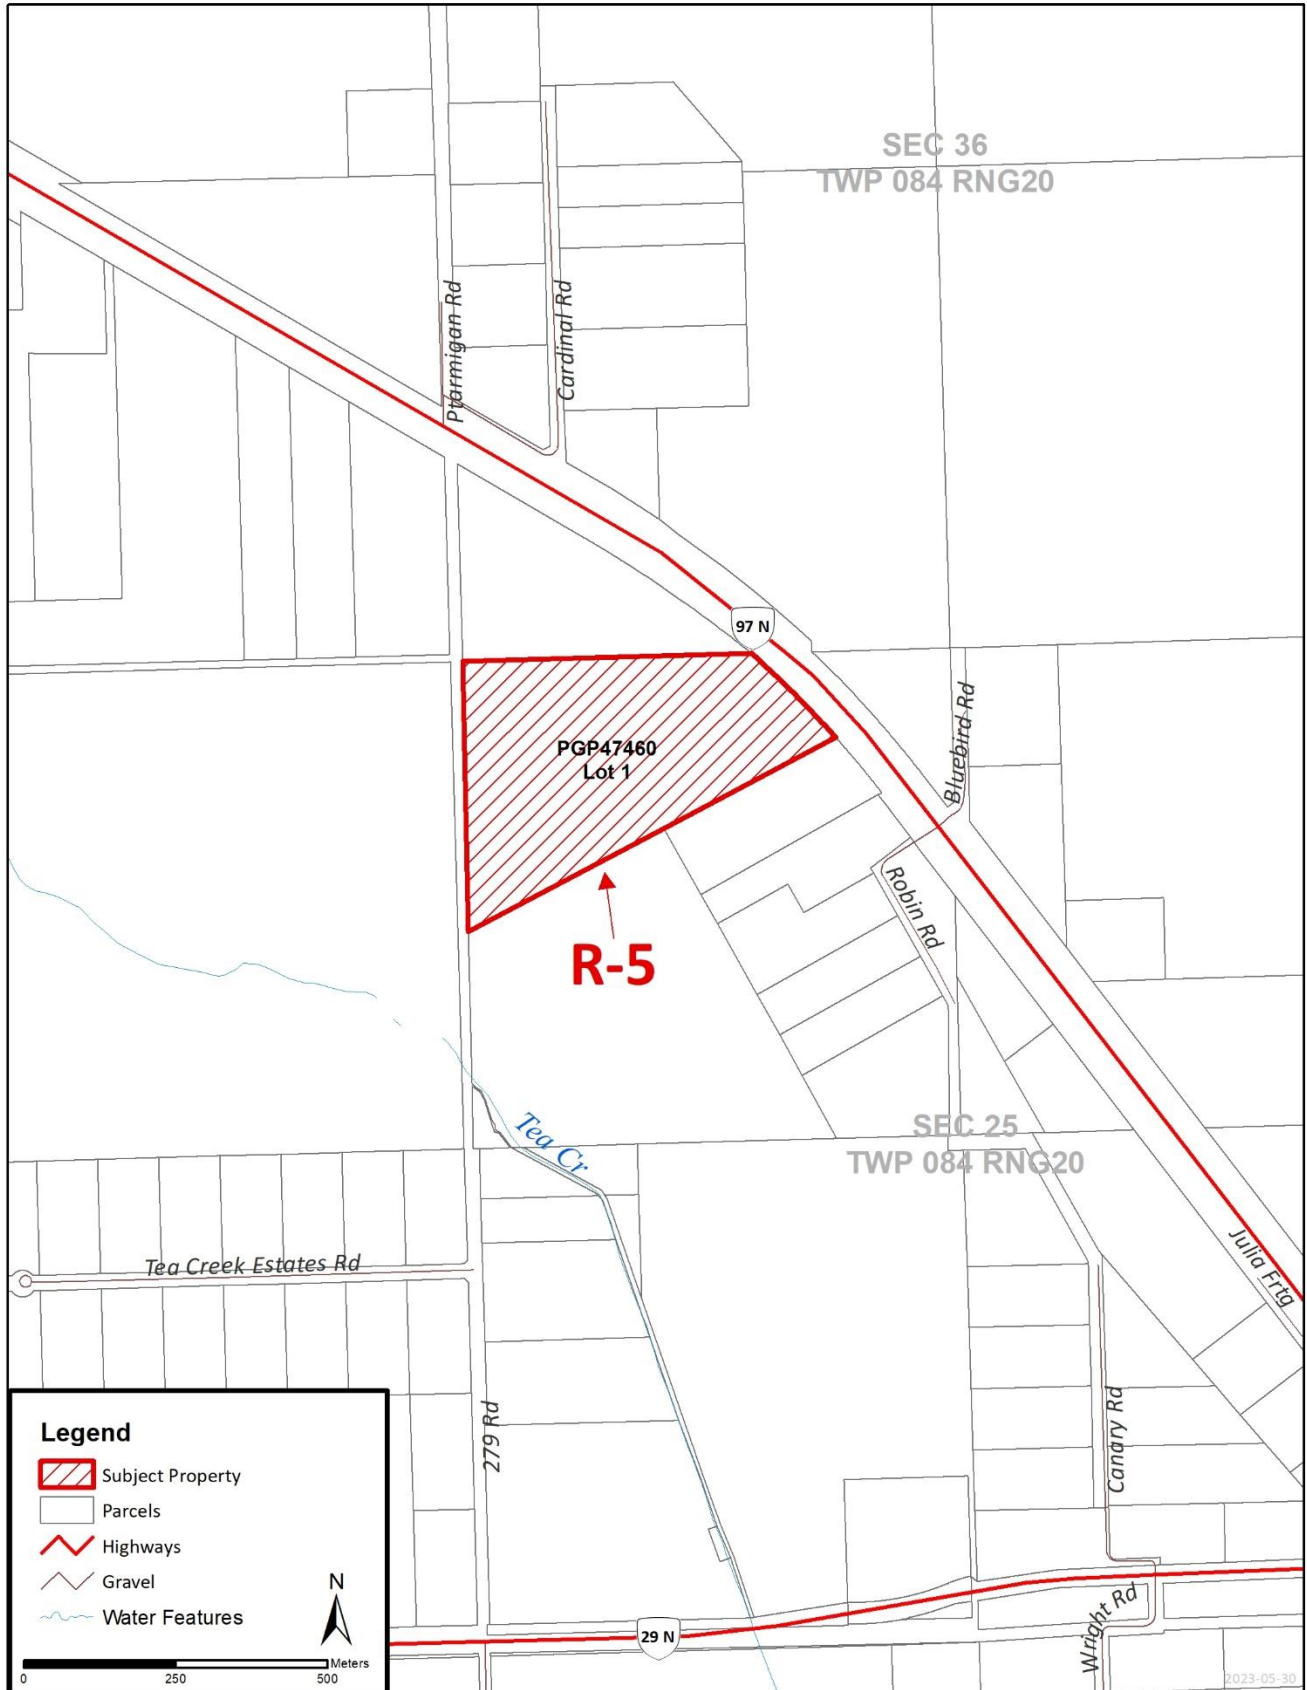 SEC 36
TWP 084 RNG20
Ptarmigan Rd
Cardinal Rd
97 N
Bluebird Rd
PGP47460
Lot 1
Robin Rd
R-5
Tea Cr
SEC 25
TWP 084 RNG20
Julia Frtg
Tea Creek Estates Rd
279 Rd
Canary Rd
Wright Rd
29 N
Legend
Subject Property
Parcels
Highways
Gravel
Water Features
N
Meters
0 250 500
2023-05-30